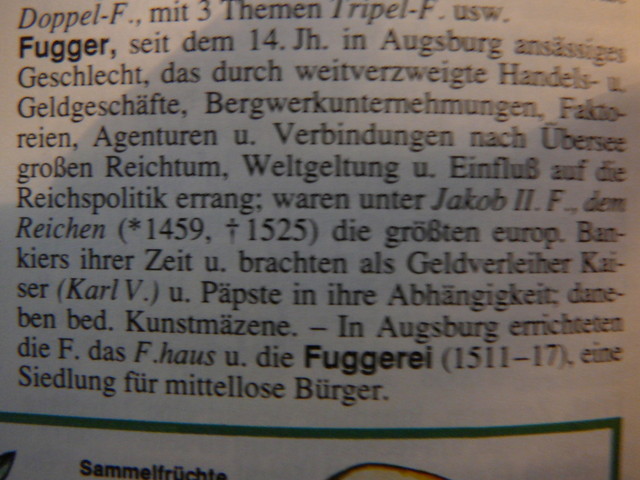 Doppel-F., mit 3 Themen Tripel-F. usw.
Fugger, seit dem 14. Jh. in Augsburg ansässiges
Geschlecht, das durch weitverzweigte Handels- u.
Geldgeschäfte, Bergwerkunternehmungen, Fakto-
reien, Agenturen u. Verbindungen nach Übersee
großen Reichtum, Weltgeltung u. Einfluß auf die
Reichspolitik errang; waren unter Jakob II. F., dem
Reichen (*1459, †1525) die größten europ. Ban-
kiers ihrer Zeit u. brachten als Geldverleiher Kai-
ser (Karl V.) u. Päpste in ihre Abhängigkeit; dane-
ben bed. Kunstmäzene. – In Augsburg errichteten
die F. das F.haus u. die Fuggerei (1511–17), eine
Siedlung für mittellose Bürger.
Sammelfrüchte